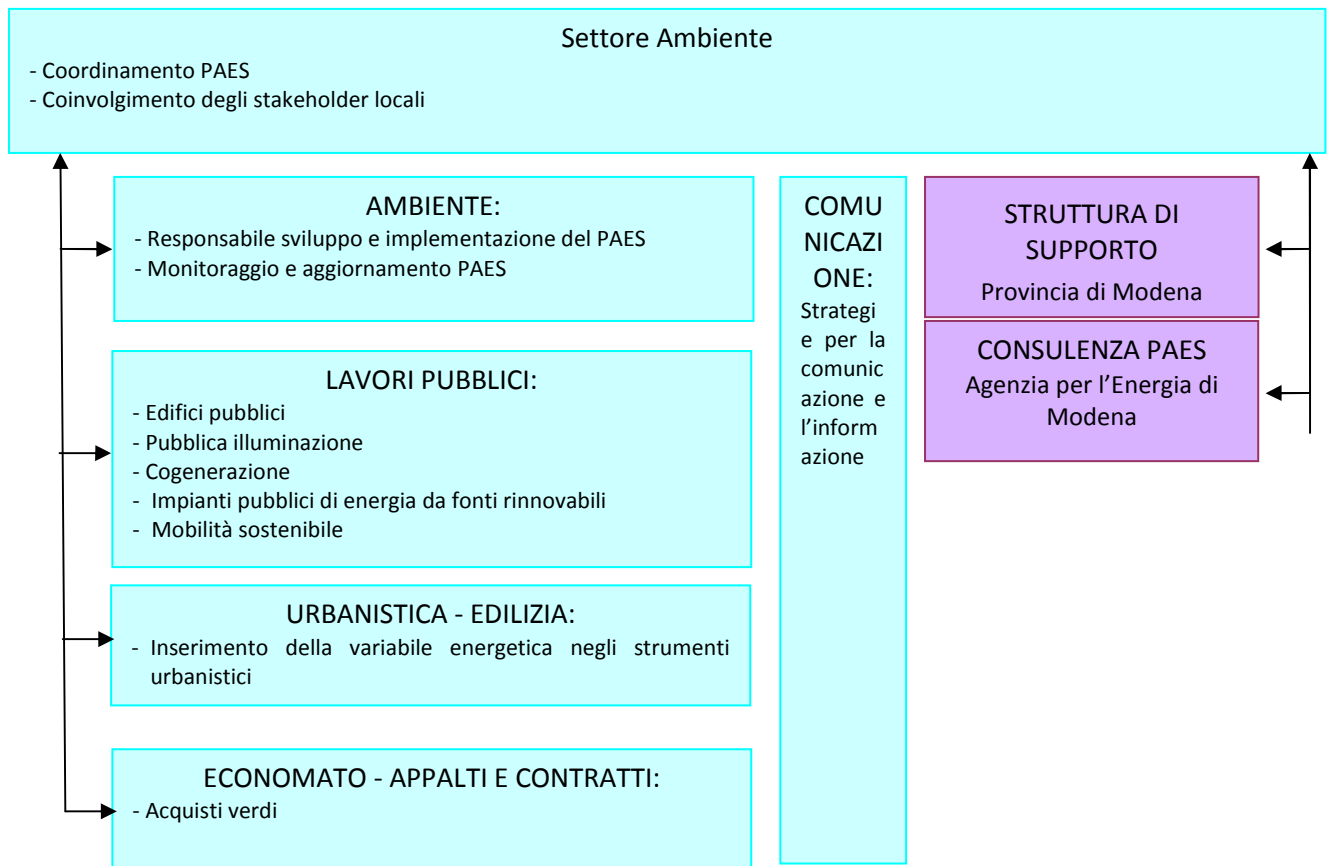 Settore Ambiente
- Coordinamento PAES
- Coinvolgimento degli stakeholder locali
AMBIENTE:
- Responsabile sviluppo e implementazione del PAES
- Monitoraggio e aggiornamento PAES
LAVORI PUBBLICI:
- Edifici pubblici
- Pubblica illuminazione
- Cogenerazione
- Impianti pubblici di energia da fonti rinnovabili
- Mobilità sostenibile
URBANISTICA - EDILIZIA:
- Inserimento della variabile energetica negli strumenti
urbanistici
ECONOMATO - APPALTI E CONTRATTI:
- Acquisti verdi
COMU
NICAZI
ONE:
Strategi
e per la
comunic
azione e
l’inform
azione
STRUTTURA DI
SUPPORTO
Provincia di Modena
CONSULENZA PAES
Agenzia per l’Energia di
Modena